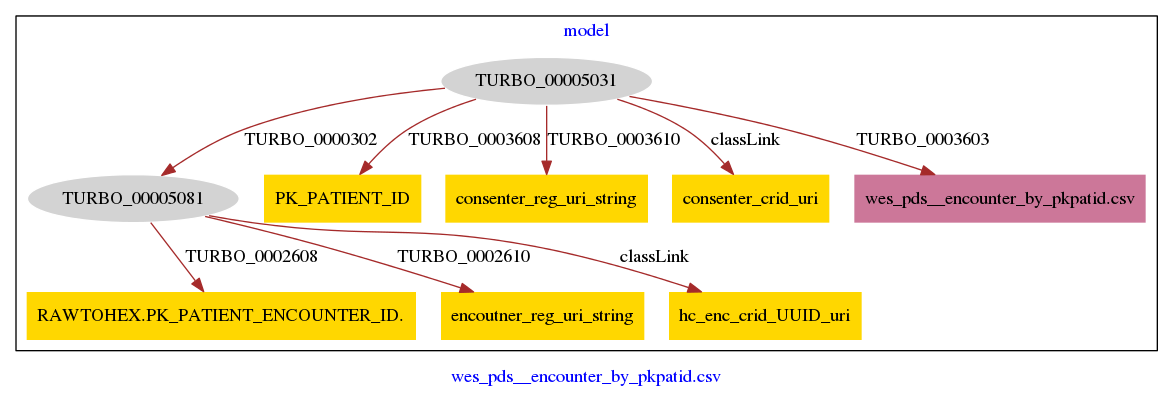 model
TURBO_00005031
TURBO_0000302
TURBO_0003608
TURBO_0003610
classLink
TURBO_0003603
TURBO_00005081
PK_PATIENT_ID
consenter_reg_uri_string
consenter_crid_uri
wes_pds__encounter_by_pkpatid.csv
TURBO_0002608
TURBO_0002610
classLink
RAWTOHEX.PK_PATIENT_ENCOUNTER_ID.
encoutner_reg_uri_string
hc_enc_crid_UUID_uri
wes_pds__encounter_by_pkpatid.csv